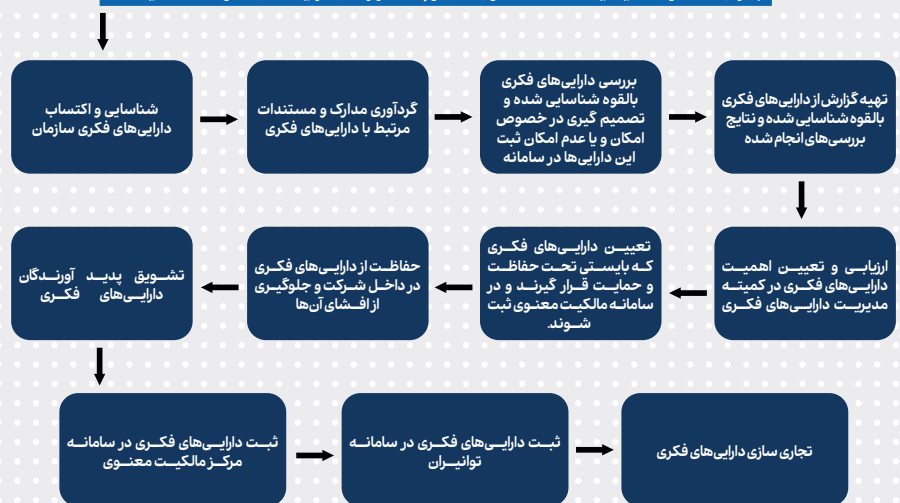 شناسایی و اکتساب
دارایی‌های فکری سازمان
گردآوری مدارک و مستندات
مرتبط با دارایی‌های فکری
بررسی دارایی‌های فکری
بالقوه شناسایی شده و
تصمیم گیری در خصوص
امکان و یا عدم امکان ثبت
این دارایی‌ها در سامانه
تهیه گزارش از دارایی‌های فکری
بالقوه شناسایی شده و نتایج
بررسی‌های انجام شده
ارزیابی و تعیین اهمیت
دارایی‌های فکری در کمیته
مدیریت دارایی‌های فکری
تعیین دارایی‌های فکری
که بایستی تحت حفاظت
و حمایت قرار گیرند و در
سامانه مالکیت معنوی ثبت
شوند.
حفاظت از دارایی‌های فکری
در داخل شرکت و جلوگیری
از افشای آن‌ها
تشویق پدید آورندگان
دارایی‌های فکری
ثبت دارایی‌های فکری در سامانه
مرکز مالکیت معنوی
ثبت دارایی‌های فکری در سامانه
توانیران
تجاری سازی دارایی‌های فکری